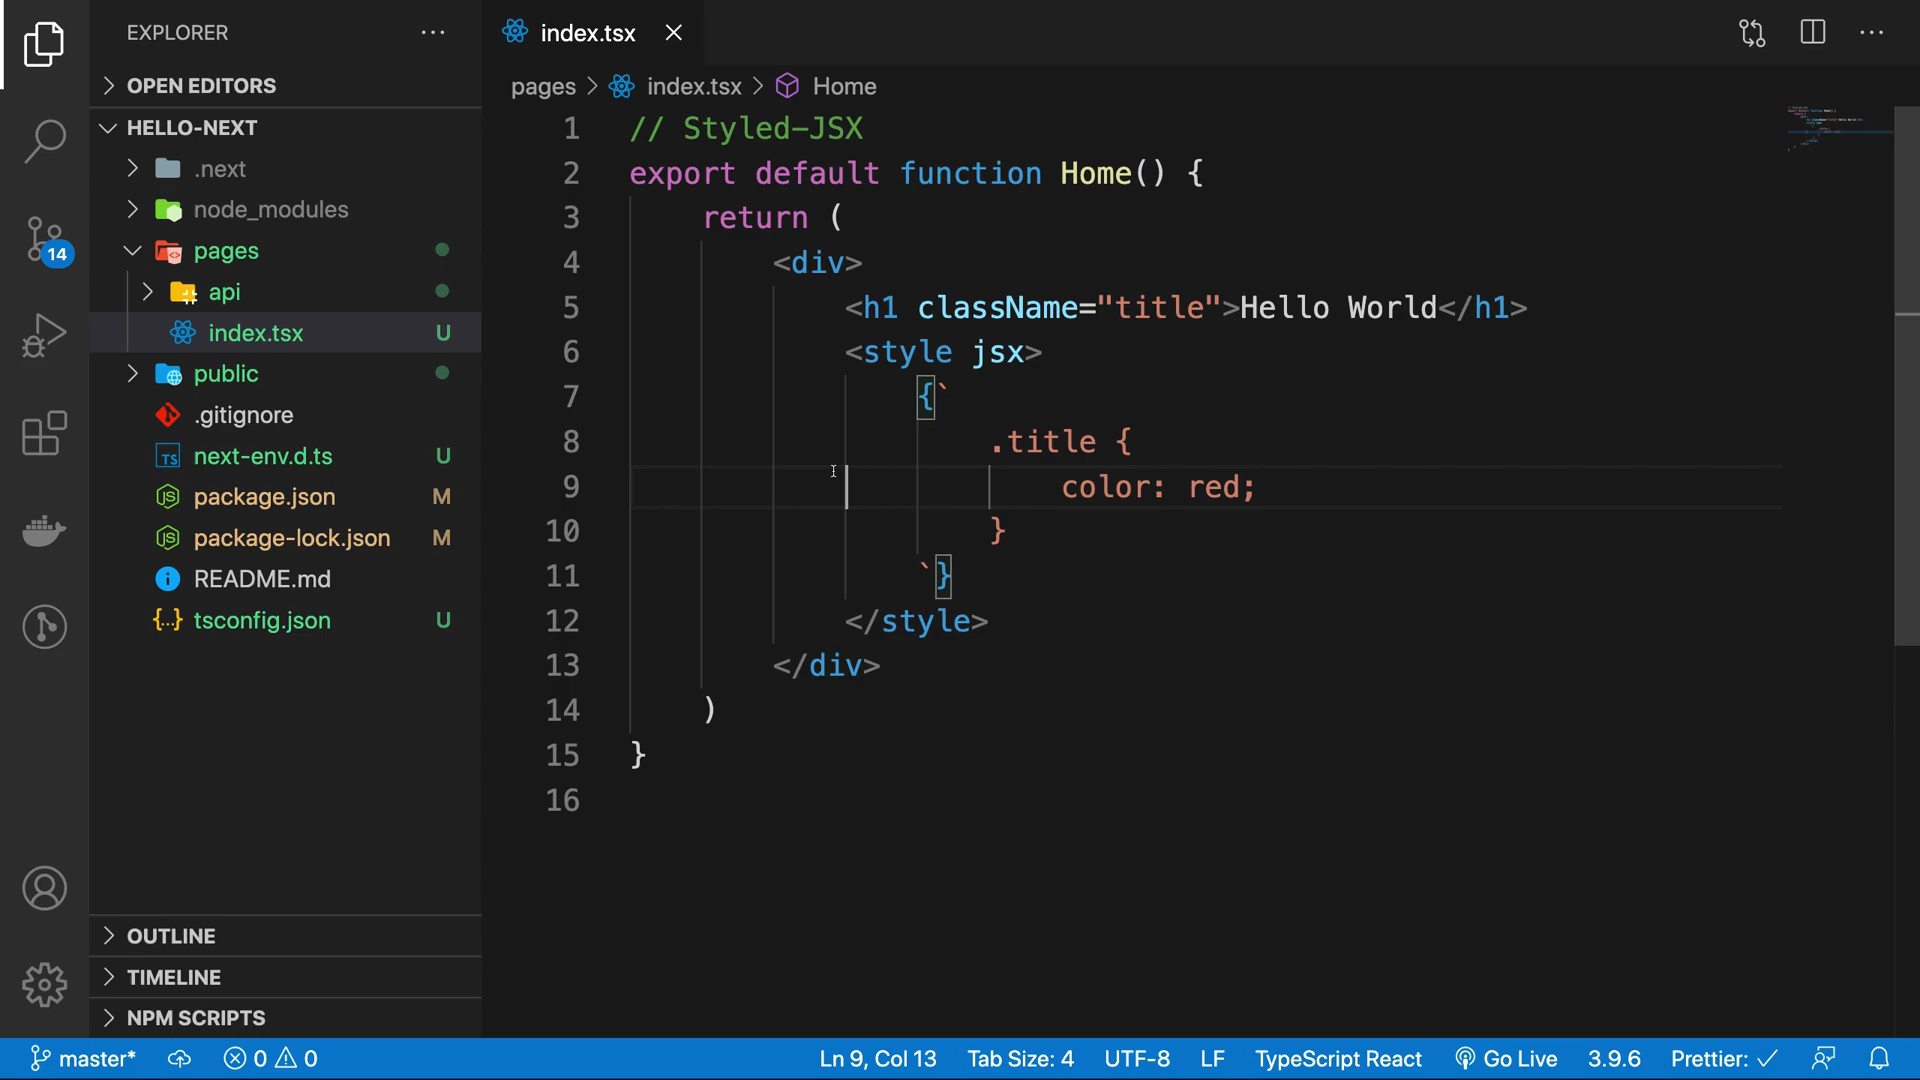 EXPLORER
OPEN EDITORS
HELLO-NEXT
.next
node_modules
pages
api
index.tsx U
public
.gitignore
TS next-env.d.ts U
JS package.json M
JS package-lock.json M
i README.md
{...} tsconfig.json U
OUTLINE
TIMELINE
NPM SCRIPTS
14
index.tsx
pages > index.tsx > Home
1 // Styled-JSX
2 export default function Home() {
3 return (
4 <div>
5 <h1 className="title">Hello World</h1>
6 <style jsx>
7 {`
8 .title {
9 color: red;
10 }
11 `}
12 </style>
13 </div>
14 )
15 }
16
master* 0 0 Ln 9, Col 13 Tab Size: 4 UTF-8 LF TypeScript React Go Live 3.9.6 Prettier: ✓